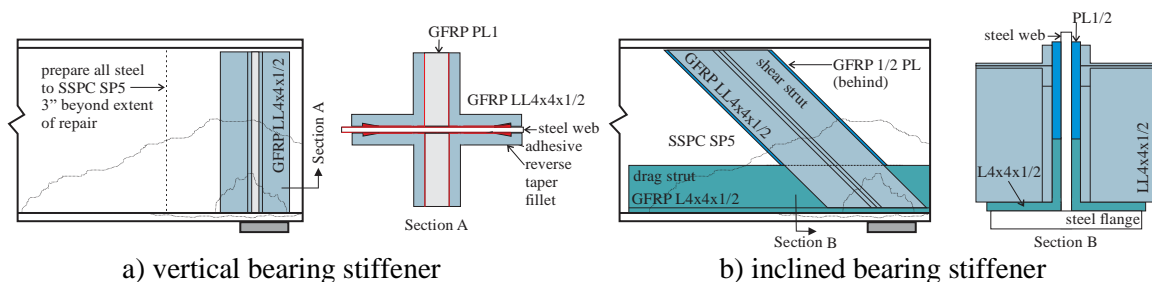 prepare all steel
to SSPC SP5
3" beyond extent
of repair
GFRP LL4x4x1/2
Section A
GFRP PL1
GFRP LL4x4x1/2
steel web
adhesive
reverse
taper
fillet
Section A
a) vertical bearing stiffener
GFRP LL4x4x1/2
shear strut
GFRP 1/2 PL
(behind)
SSPC SP5
drag strut
GFRP L4x4x1/2
Section B
steel web
PL1/2
L4x4x1/2
LL4x4x1/2
steel flange
Section B
b) inclined bearing stiffener